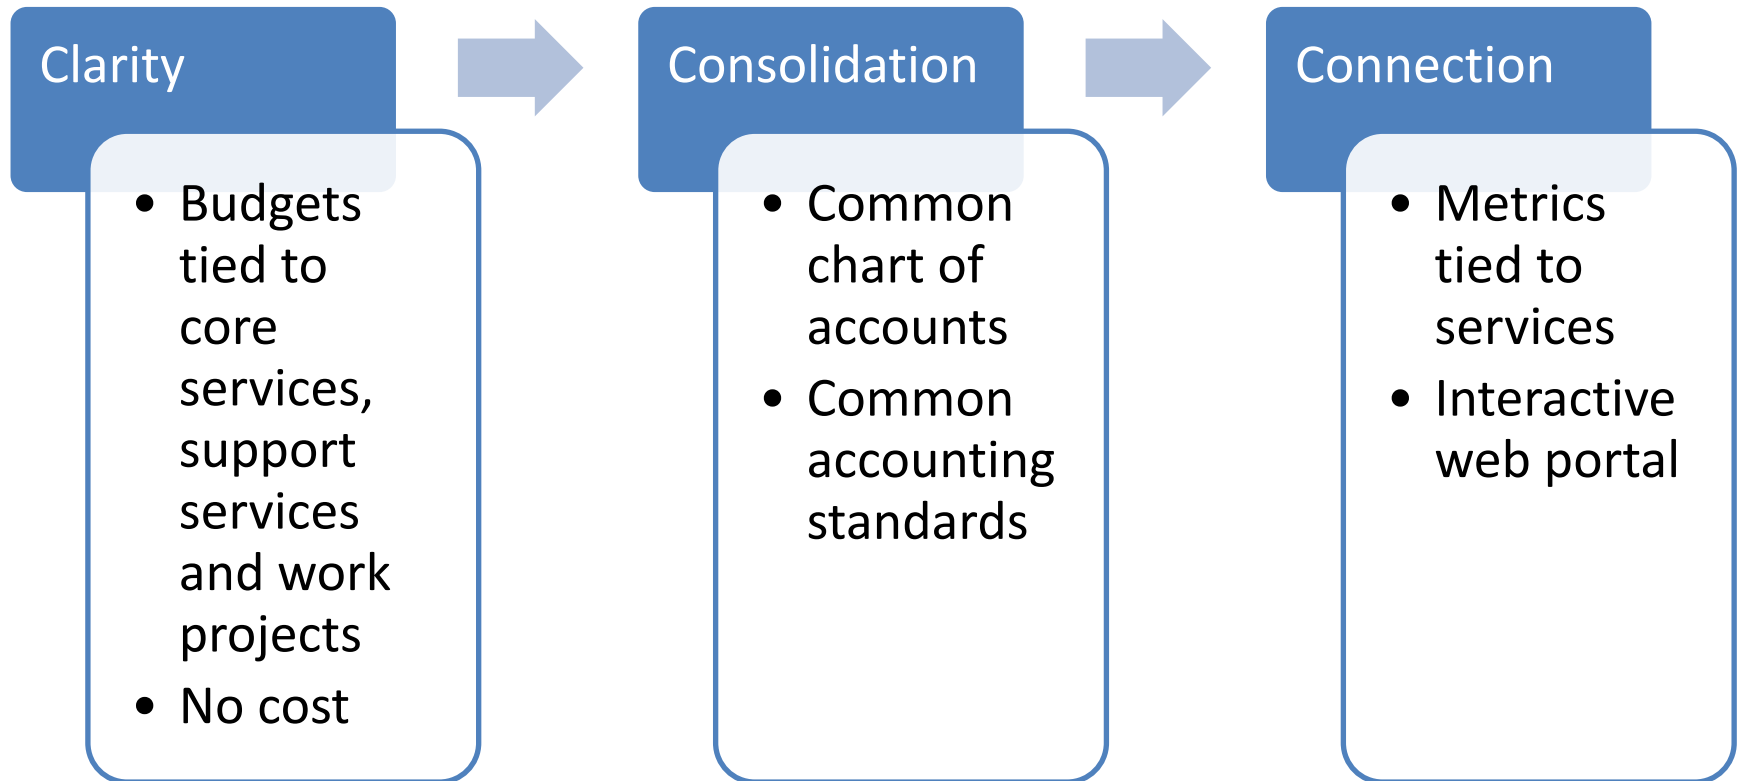 Clarity
• Budgets
tied to
core
services,
support
services
and work
projects
• No cost
Consolidation
• Common
chart of
accounts
• Common
accounting
standards
Connection
• Metrics
tied to
services
• Interactive
web portal